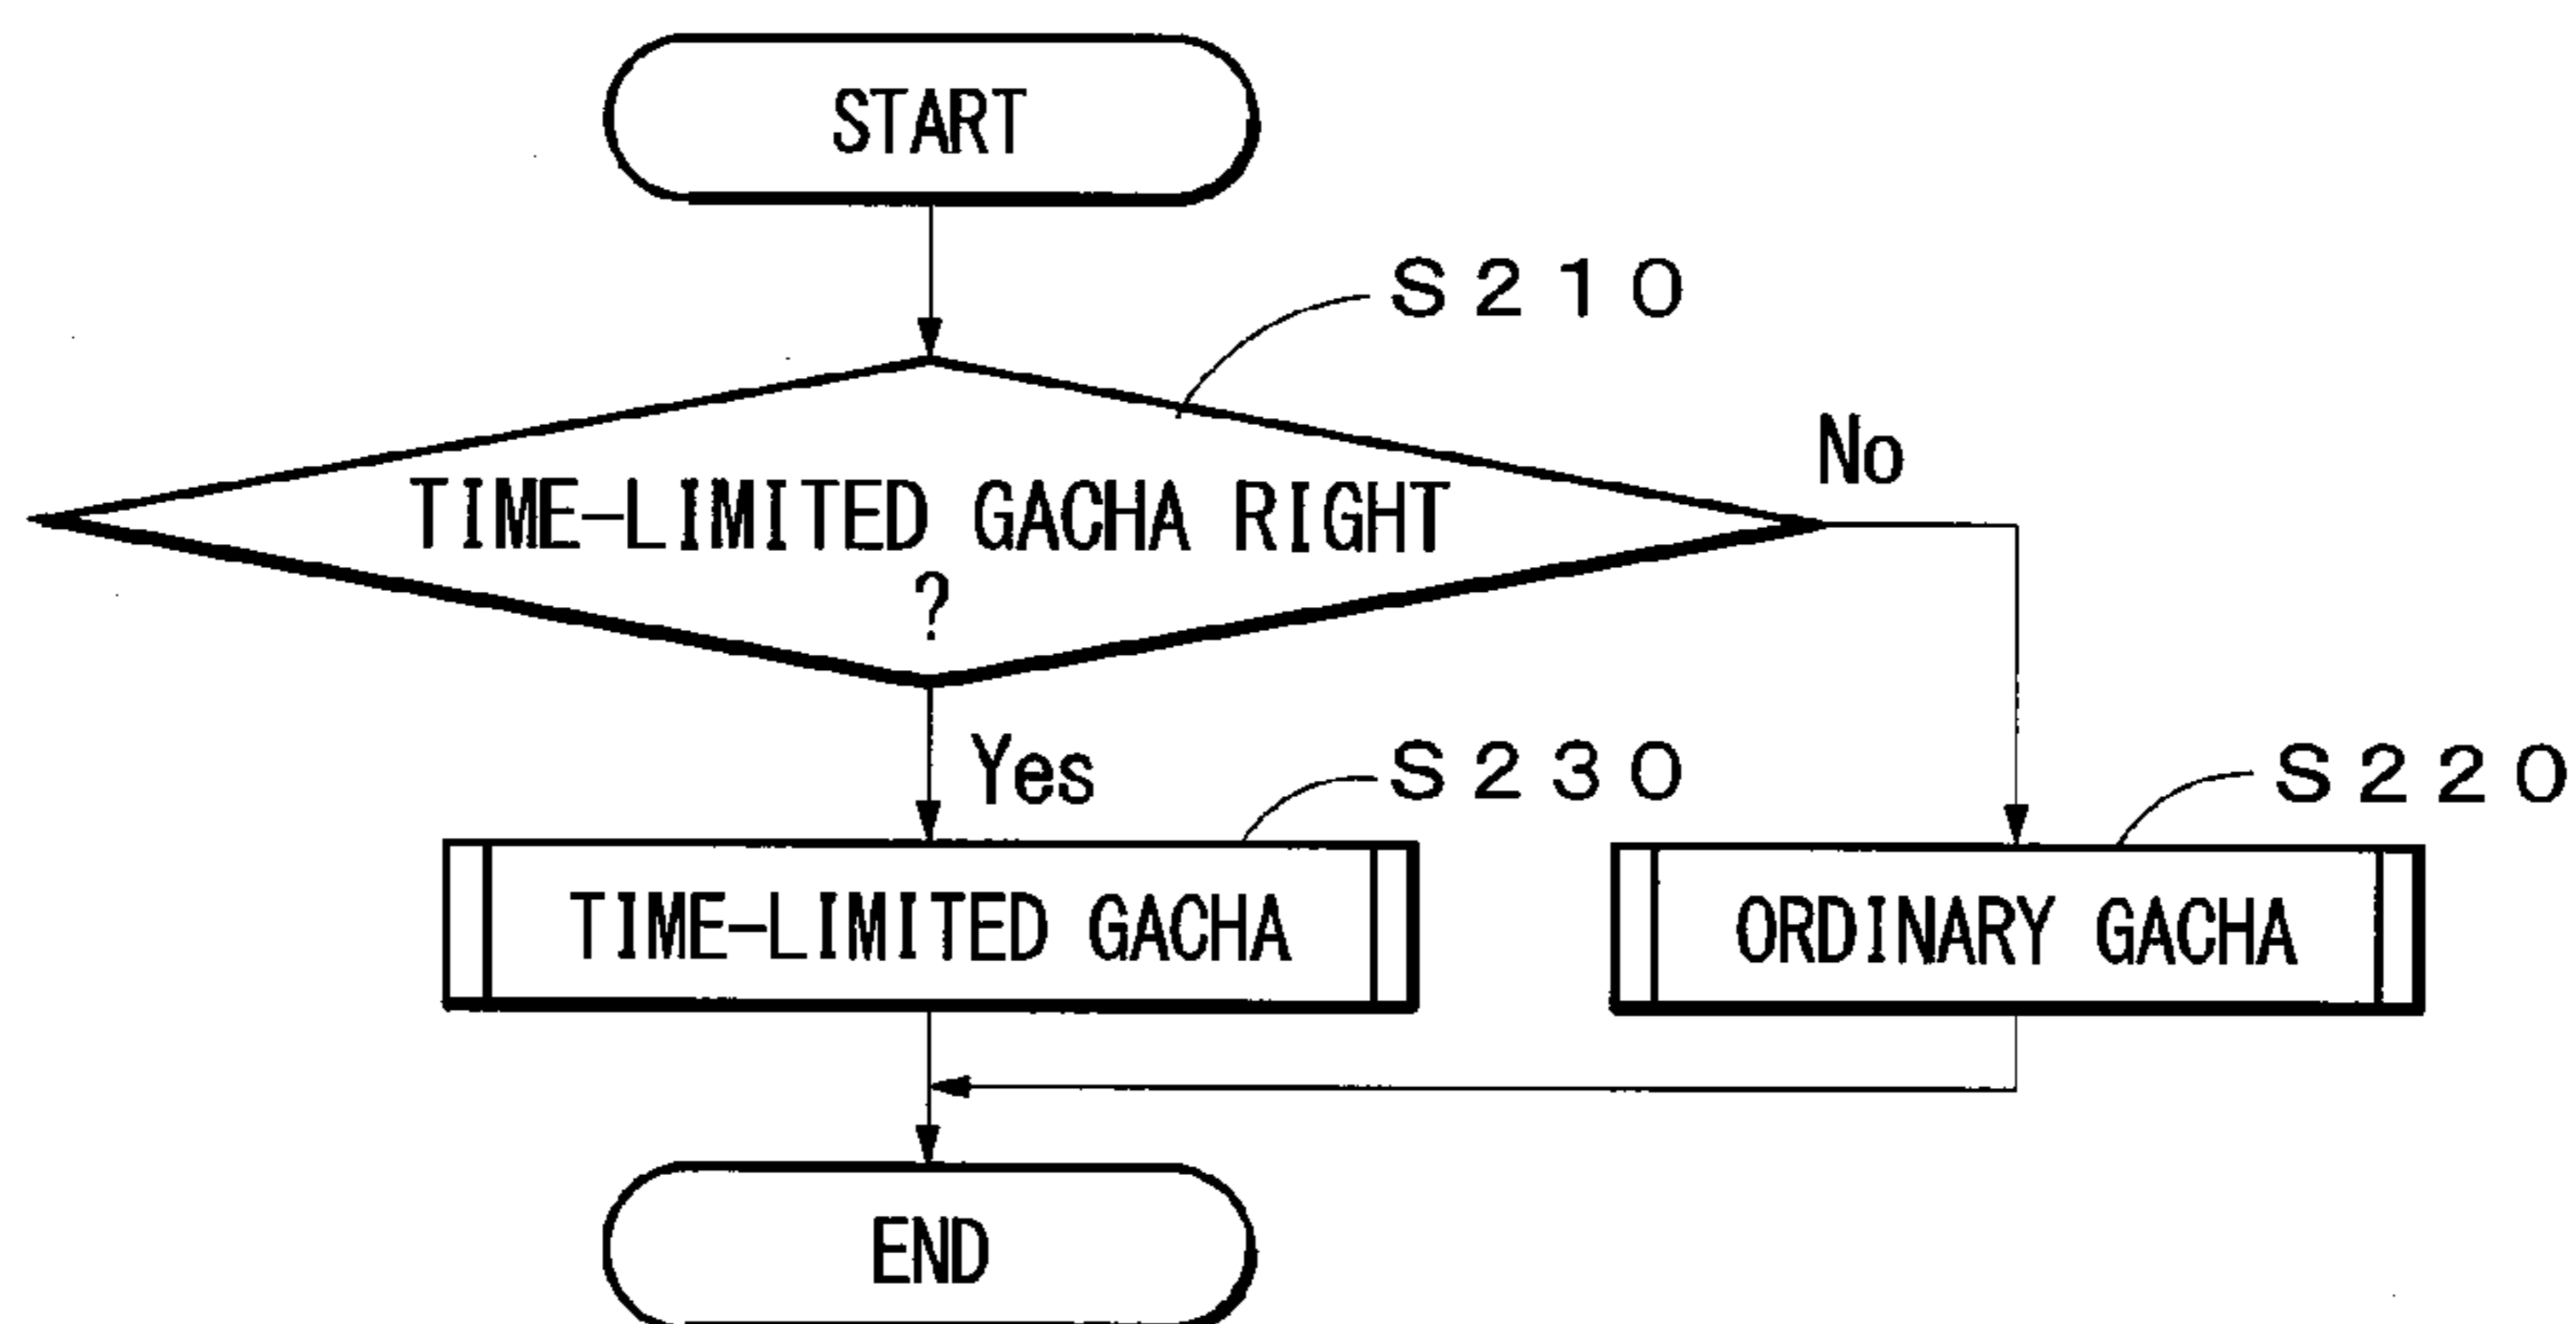 START
S210
No
TIME-LIMITED GACHA RIGHT
?
Yes
S230
S220
TIME-LIMITED GACHA
ORDINARY GACHA
END